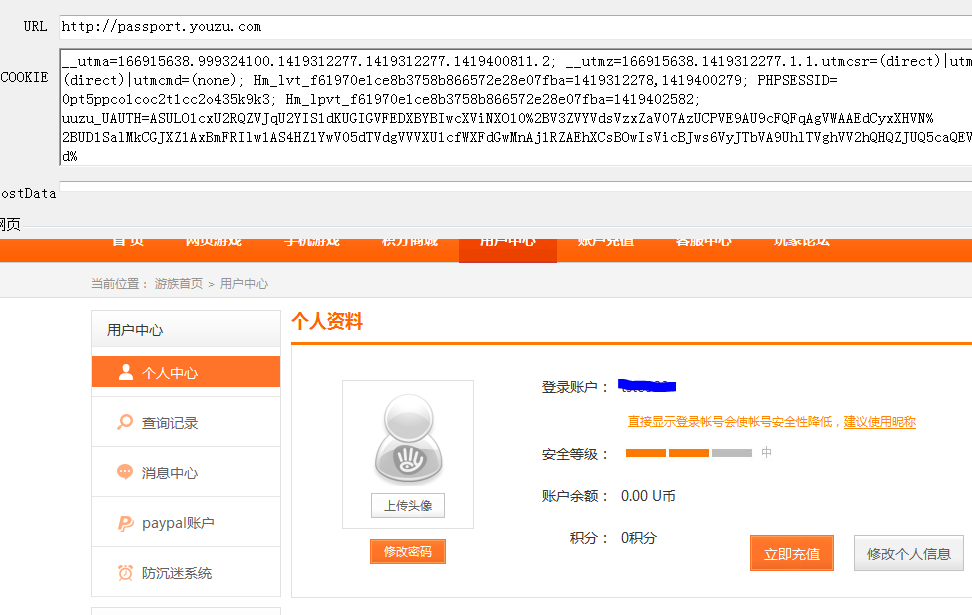 URL
http://passport.youzu.com
COOKIE
__utma=166915638.999324100.1419312277.1419312277.1419400811.2; __utmz=166915638.1419312277.1.1.utmcsr=(direct)|utm
(direct)|utmcmd=(none); Hm_lvt_f61970e1ce8b3758b866572e28e07fba=1419312278,1419400279; PHPSESSID=
0pt5ppco1coc2t1cc2o435k9k3; Hm_lpvt_f61970e1ce8b3758b866572e28e07fba=1419402582;
uuzu_UAUTH=ASULO1cxU2RQZVJqU2YIS1dKUGIGVFEDXBYBIwcXViNXO10%2BV3ZVYVdsVzxZaV07AzUCPVE9AU9cFQFqAgVWAAEdCyxXHVN%
2BUD1SalMkCGJXZ1AxBmFRIlw1AS4HZ1YwV05dTVdgVVVXU1cfWXFdGwMnAj1RZAEhXCsBOwIsVicBJws6VyJTbVA9UhlTVghVV2hQHQZJUQ5caQEV
d%
ostData
网页
首 页 网页游戏 手机游戏 积分商城 用户中心 账户充值 客服中心 玩家论坛
当前位置： 游族首页 > 用户中心
用户中心
个人中心
查询记录
消息中心
paypal账户
防沉迷系统
个人资料
上传头像
修改密码
登录账户：
直接显示登录帐号会使帐号安全性降低，建议使用昵称
安全等级： 中
账户余额： 0.00 U币
积分： 0积分
立即充值 修改个人信息